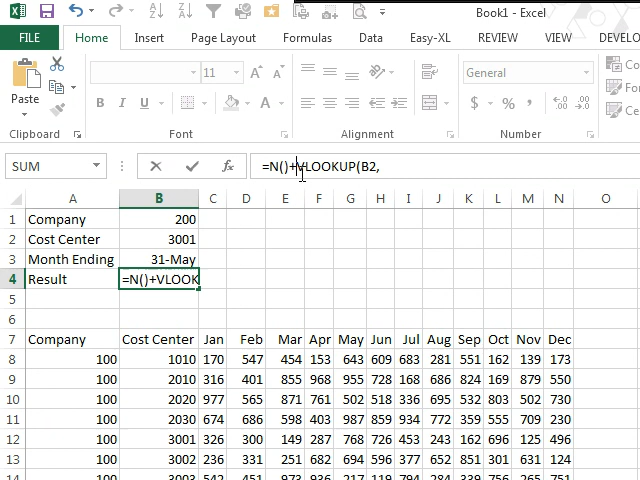 Book1 - Excel
FILE Home Insert Page Layout Formulas Data Easy-XL REVIEW VIEW DEVELO
Paste 11 A A General
B I U A $ % , .0 .00 .00 .0
Clipboard Font Alignment Number
SUM fx =N()+VLOOKUP(B2,
A B C D E F G H I J K L M N O
1 Company 200
2 Cost Center 3001
3 Month Ending 31-May
4 Result =N()+VLOOK
5
6
7 Company Cost Center Jan Feb Mar Apr May Jun Jul Aug Sep Oct Nov Dec
8 100 1010 170 547 454 153 643 609 683 281 551 162 139 173
9 100 2010 316 401 855 968 955 728 168 686 824 169 879 550
10 100 2020 977 565 871 761 502 518 336 695 532 803 502 730
11 100 2030 674 686 598 403 987 859 934 772 359 555 709 230
12 100 3001 326 300 149 287 768 726 453 243 162 696 125 496
13 100 3002 236 331 251 682 694 596 377 652 851 301 631 124